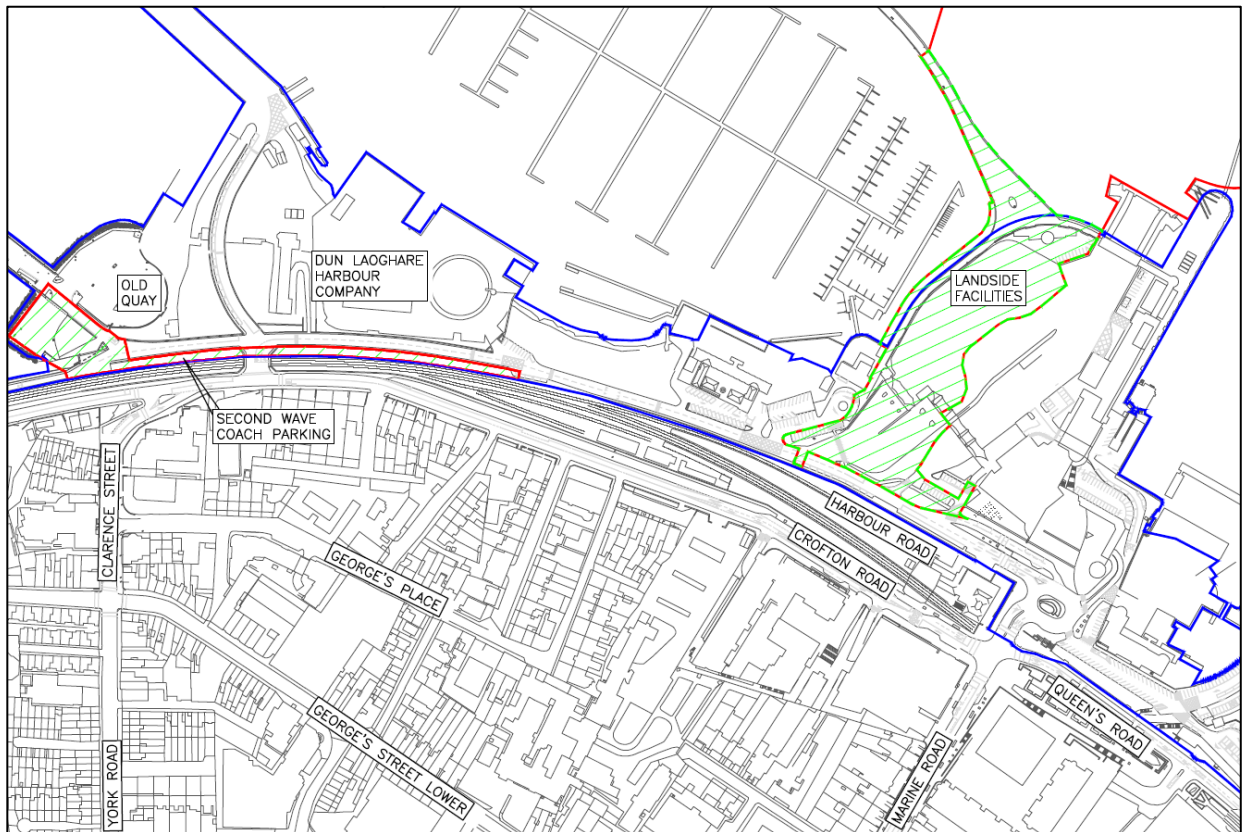 DUN LAOGHARE
HARBOUR
COMPANY
OLD
QUAY
LANDSIDE
FACILITIES
SECOND WAVE
COACH PARKING
CLARENCE STREET
HARBOUR ROAD
CROFTON ROAD
GEORGE'S PLACE
GEORGE'S STREET LOWER
QUEEN'S ROAD
YORK ROAD
MARINE ROAD